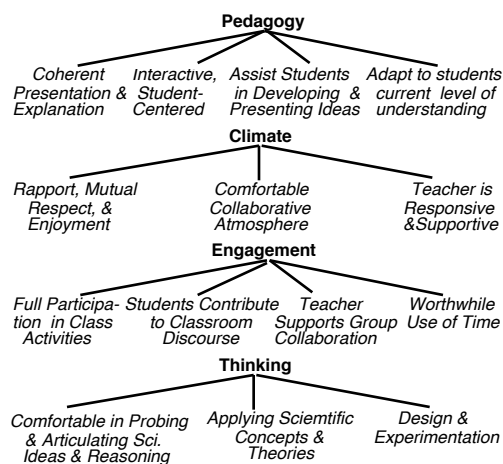 Pedagogy
Coherent
Presentation &
Explanation
Interactive,
Student-
Centered
Assist Students
in Developing &
Presenting Ideas
Adapt to students
current level of
understanding
Climate
Rapport, Mutual
Respect, &
Enjoyment
Comfortable
Collaborative
Atmosphere
Teacher is
Responsive
&Supportive
Engagement
Full Participa-
tion in Class
Activities
Students Contribute
to Classroom
Discourse
Teacher
Supports Group
Collaboration
Worthwhile
Use of Time
Thinking
Comfortable in Probing
& Articulating Sci.
Ideas & Reasoning
Applying Sciemtific
Concepts &
Theories
Design &
Experimentation